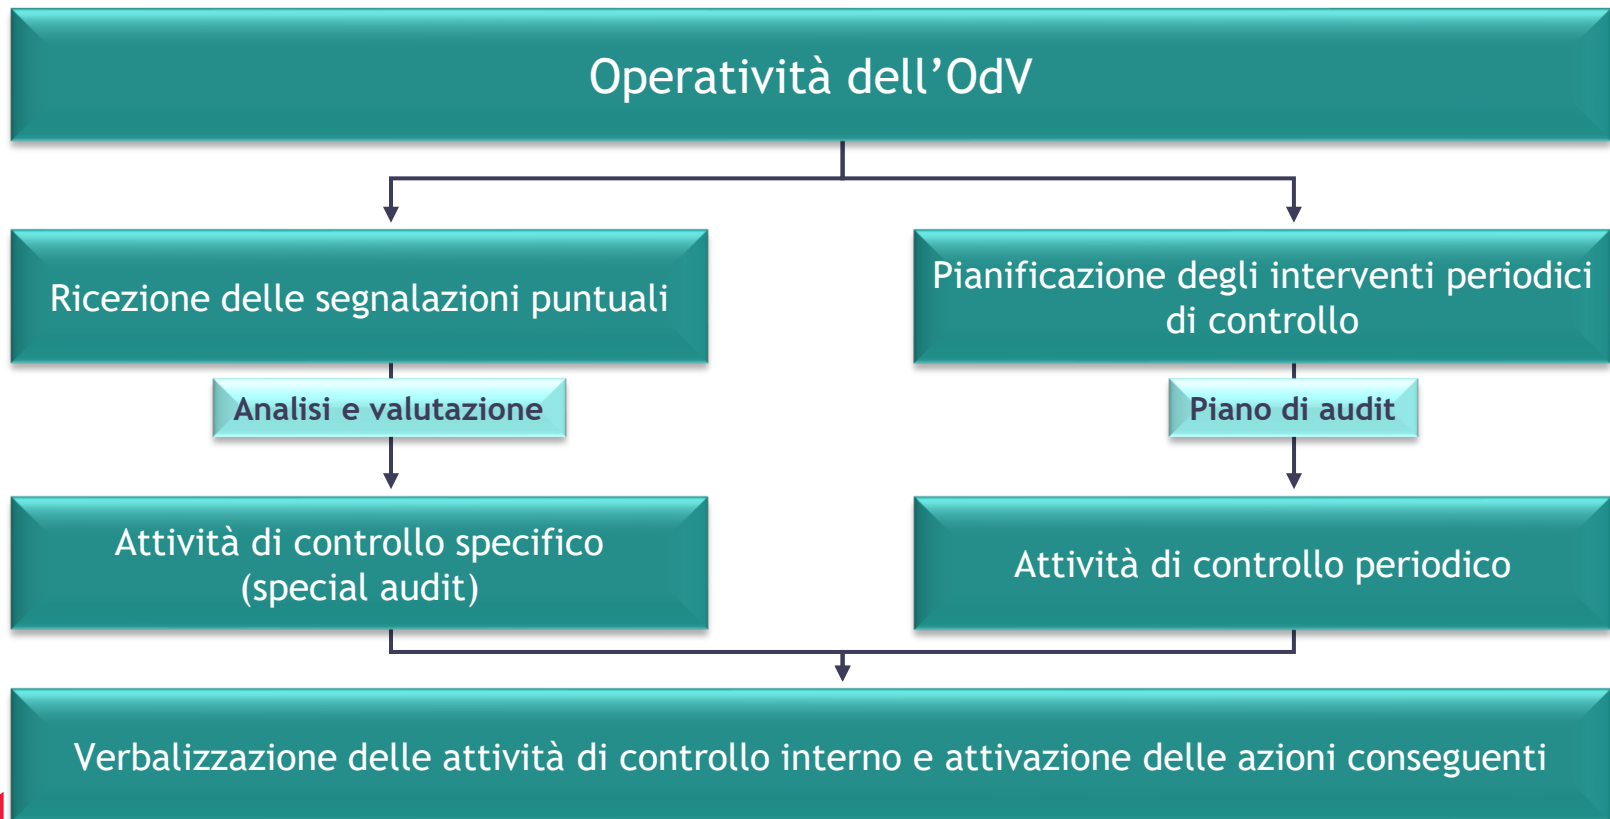 Operatività dell’OdV
Ricezione delle segnalazioni puntuali
Pianificazione degli interventi periodici
di controllo
Analisi e valutazione
Piano di audit
Attività di controllo specifico
(special audit)
Attività di controllo periodico
Verbalizzazione delle attività di controllo interno e attivazione delle azioni conseguenti